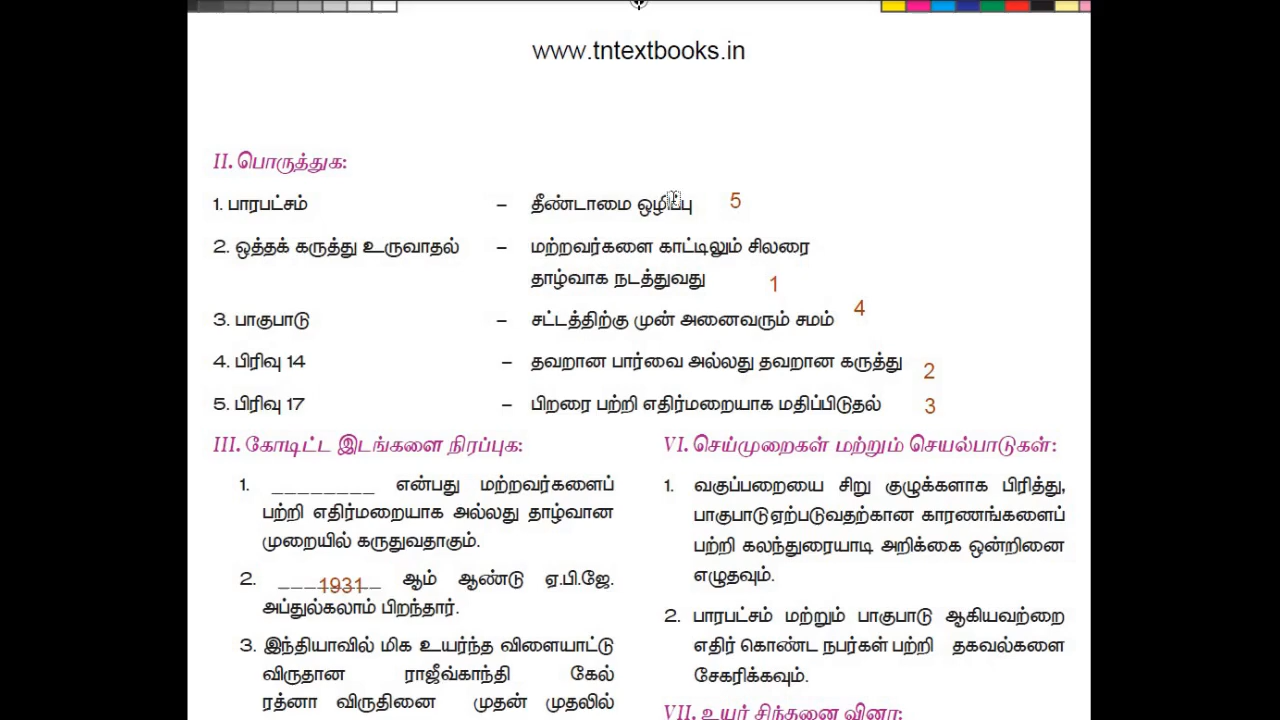 www.tntextbooks.in
II. பொருத்துக:
1. பாரபட்சம் – தீண்டாமை ஒழிப்பு 5
2. ஒத்தக் கருத்து உருவாதல் – மற்றவர்களை காட்டிலும் சிலரை
தாழ்வாக நடத்துவது 1
3. பாகுபாடு – சட்டத்திற்கு முன் அனைவரும் சமம் 4
4. பிரிவு 14 – தவறான பார்வை அல்லது தவறான கருத்து 2
5. பிரிவு 17 – பிறரை பற்றி எதிர்மறையாக மதிப்பிடுதல் 3
III. கோடிட்ட இடங்களை நிரப்புக:
1. ________ என்பது மற்றவர்களைப்
பற்றி எதிர்மறையாக அல்லது தாழ்வான
முறையில் கருதுவதாகும்.
2. ___1931_ ஆம் ஆண்டு ஏ.பி.ஜே.
அப்துல்கலாம் பிறந்தார்.
3. இந்தியாவில் மிக உயர்ந்த விளையாட்டு
விருதான ராஜீவ்காந்தி கேல்
ரத்னா விருதினை முதன் முதலில்
VI. செய்முறைகள் மற்றும் செயல்பாடுகள்:
1. வகுப்பறையை சிறு குழுக்களாக பிரித்து,
பாகுபாடுஏற்படுவதற்கான காரணங்களைப்
பற்றி கலந்துரையாடி அறிக்கை ஒன்றினை
எழுதவும்.
2. பாரபட்சம் மற்றும் பாகுபாடு ஆகியவற்றை
எதிர் கொண்ட நபர்கள் பற்றி தகவல்களை
சேகரிக்கவும்.
VII. உயர் சிந்தனை வினா: